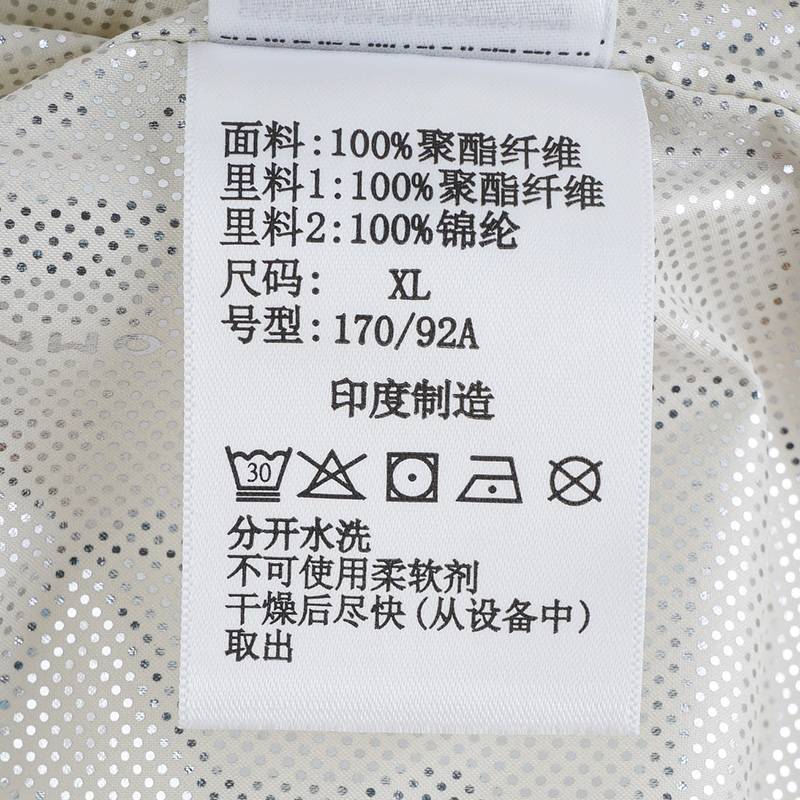 面料:100%聚酯纤维
里料1:100%聚酯纤维
里料2:100%锦纶
尺码: XL
号型:170/92A
印度制造
30
分开水洗
不可使用柔软剂
干燥后尽快(从设备中)
取出